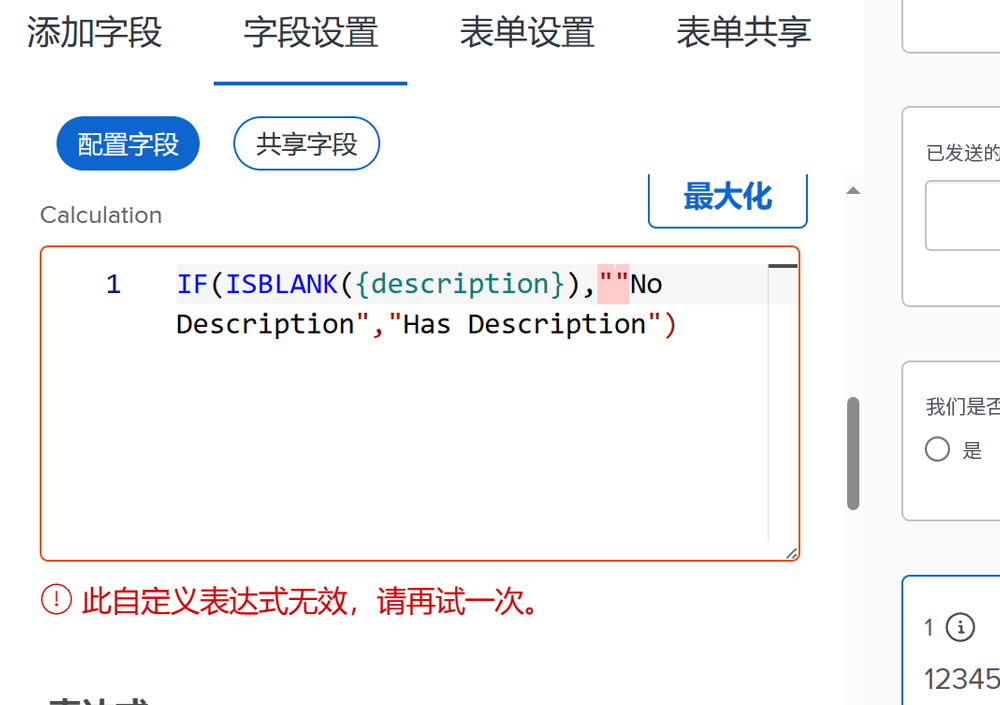 添加字段 字段设置 表单设置 表单共享
配置字段 共享字段
最大化
Calculation
1 IF(ISBLANK({description}),""No
Description","Has Description")
此自定义表达式无效，请再试一次。
已发送的
我们是否
是
1
12345